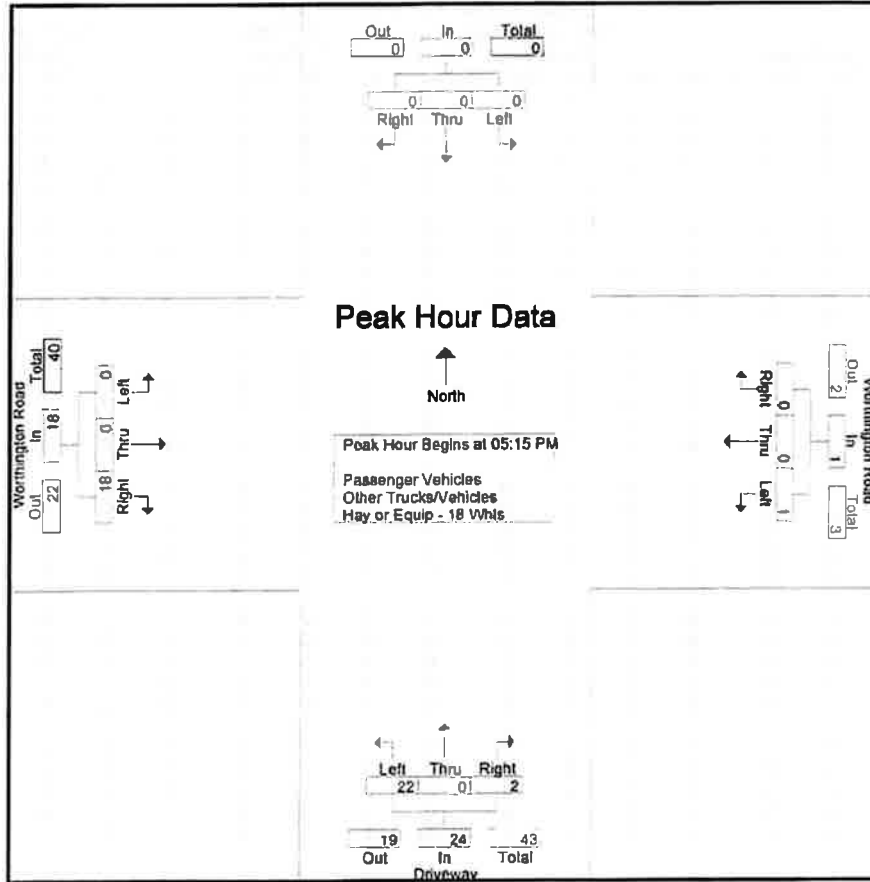 Out In Total
0 0 0
0 0 0
Right Thru Left
Peak Hour Data
North
Peak Hour Begins at 05:15 PM
Passenger Vehicles
Other Trucks/Vehicles
Hay or Equip - 18 Whls
Worthington Road
Out In Total
22 18 40
18 0 0
Right Thru Left
Worthington Road
Out In Total
2 1 3
Right Thru Left
0 0 1
Left Thru Right
22 0 2
19 24 43
Out In Total
Driveway